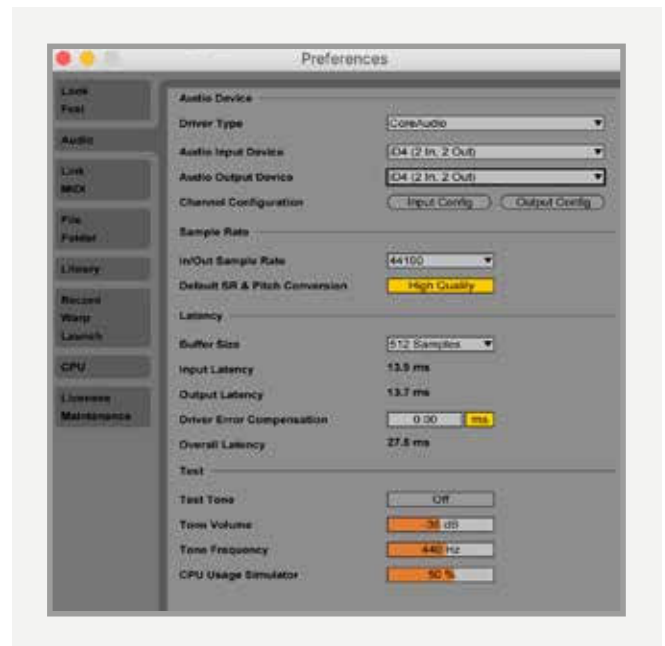 Preferences
Look
Feel
Audio
Link
MIDI
File
Folder
Library
Record
Warp
Launch
CPU
Licenses
Maintenance
Audio Device
Driver Type CoreAudio
Audio Input Device iD4 (2 In, 2 Out)
Audio Output Device iD4 (2 In, 2 Out)
Channel Configuration Input Config Output Config
Sample Rate
In/Out Sample Rate 44100
Default SR & Pitch Conversion High Quality
Latency
Buffer Size 512 Samples
Input Latency 13.9 ms
Output Latency 13.7 ms
Driver Error Compensation 0.00 ms
Overall Latency 27.6 ms
Test
Test Tone Off
Tone Volume -36 dB
Tone Frequency 440 Hz
CPU Usage Simulator 50 %